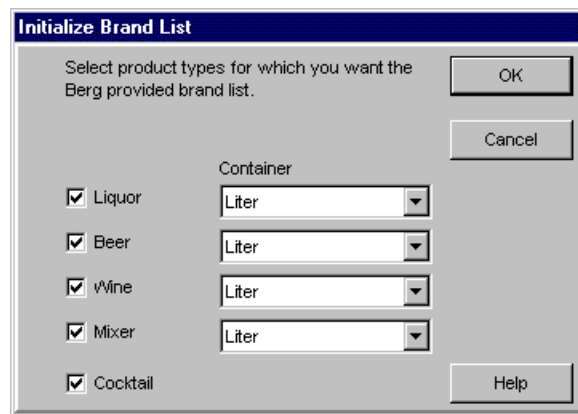 Initialize Brand List
Select product types for which you want the
Berg provided brand list.
OK
Cancel
Container
Liquor
Liter
Beer
Liter
Wine
Liter
Mixer
Liter
Cocktail
Help